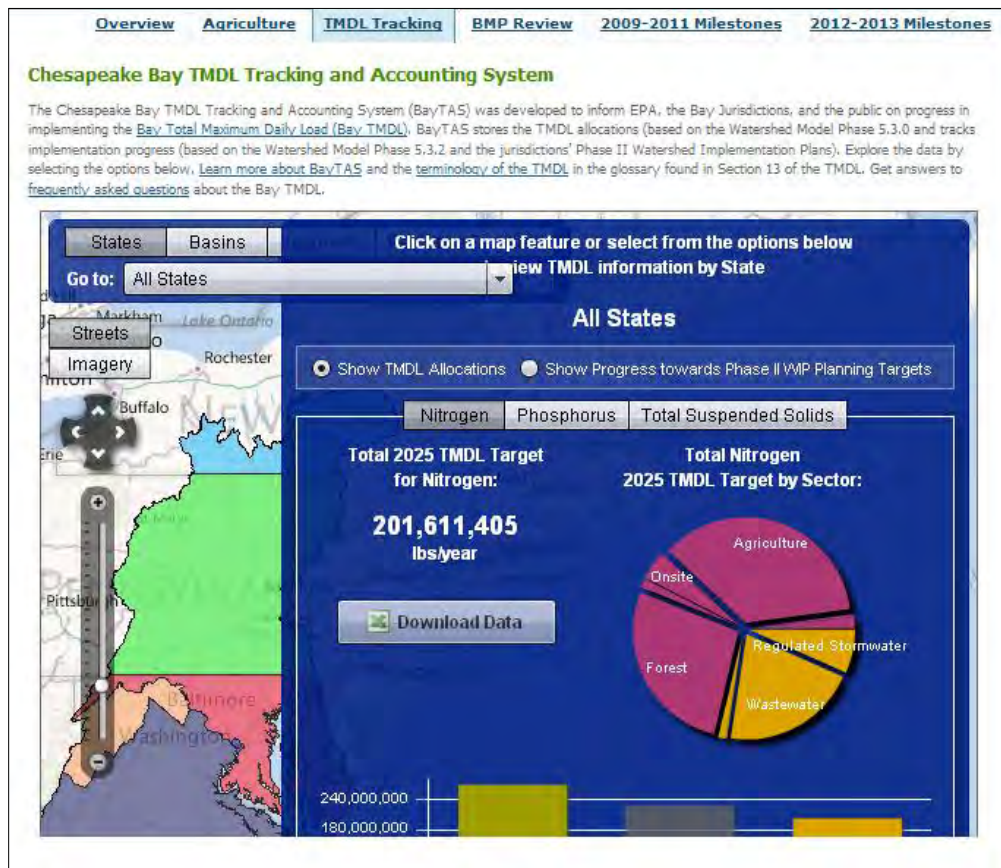 Overview Agriculture TMDL Tracking BMP Review 2009-2011 Milestones 2012-2013 Milestones
Chesapeake Bay TMDL Tracking and Accounting System
The Chesapeake Bay TMDL Tracking and Accounting System (BayTAS) was developed to inform EPA, the Bay Jurisdictions, and the public on progress in
implementing the Bay Total Maximum Daily Load (Bay TMDL). BayTAS stores the TMDL allocations (based on the Watershed Model Phase 5.3.0 and tracks
implementation progress (based on the Watershed Model Phase 5.3.2 and the jurisdictions' Phase II Watershed Implementation Plans). Explore the data by
selecting the options below. Learn more about BayTAS and the terminology of the TMDL in the glossary found in Section 13 of the TMDL. Get answers to
frequently asked questions about the Bay TMDL.
States Basins
Click on a map feature or select from the options below
view TMDL information by State
Go to: All States
All States
Streets
Imagery
Markham
Lake Ontario
Rochester
Buffalo
Erie
NEW
Pittsburgh
Baltimore
Washington
Show TMDL Allocations Show Progress towards Phase II WIP Planning Targets
Nitrogen Phosphorus Total Suspended Solids
Total 2025 TMDL Target
for Nitrogen:
201,611,405
lbs/year
Download Data
Total Nitrogen
2025 TMDL Target by Sector:
Agriculture
Onsite
Regulated Stormwater
Forest
Wastewater
240,000,000
180,000,000